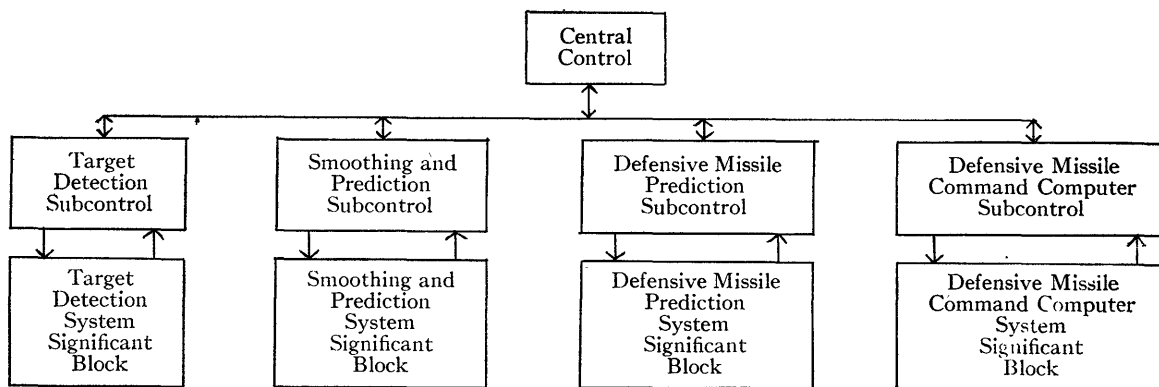 Central
Control
Target
Detection
Subcontrol
Smoothing and
Prediction
Subcontrol
Defensive Missile
Prediction
Subcontrol
Defensive Missile
Command Computer
Subcontrol
Target
Detection
System
Significant
Block
Smoothing and
Prediction
System
Significant
Block
Defensive Missile
Prediction
System
Significant
Block
Defensive Missile
Command Computer
System
Significant
Block